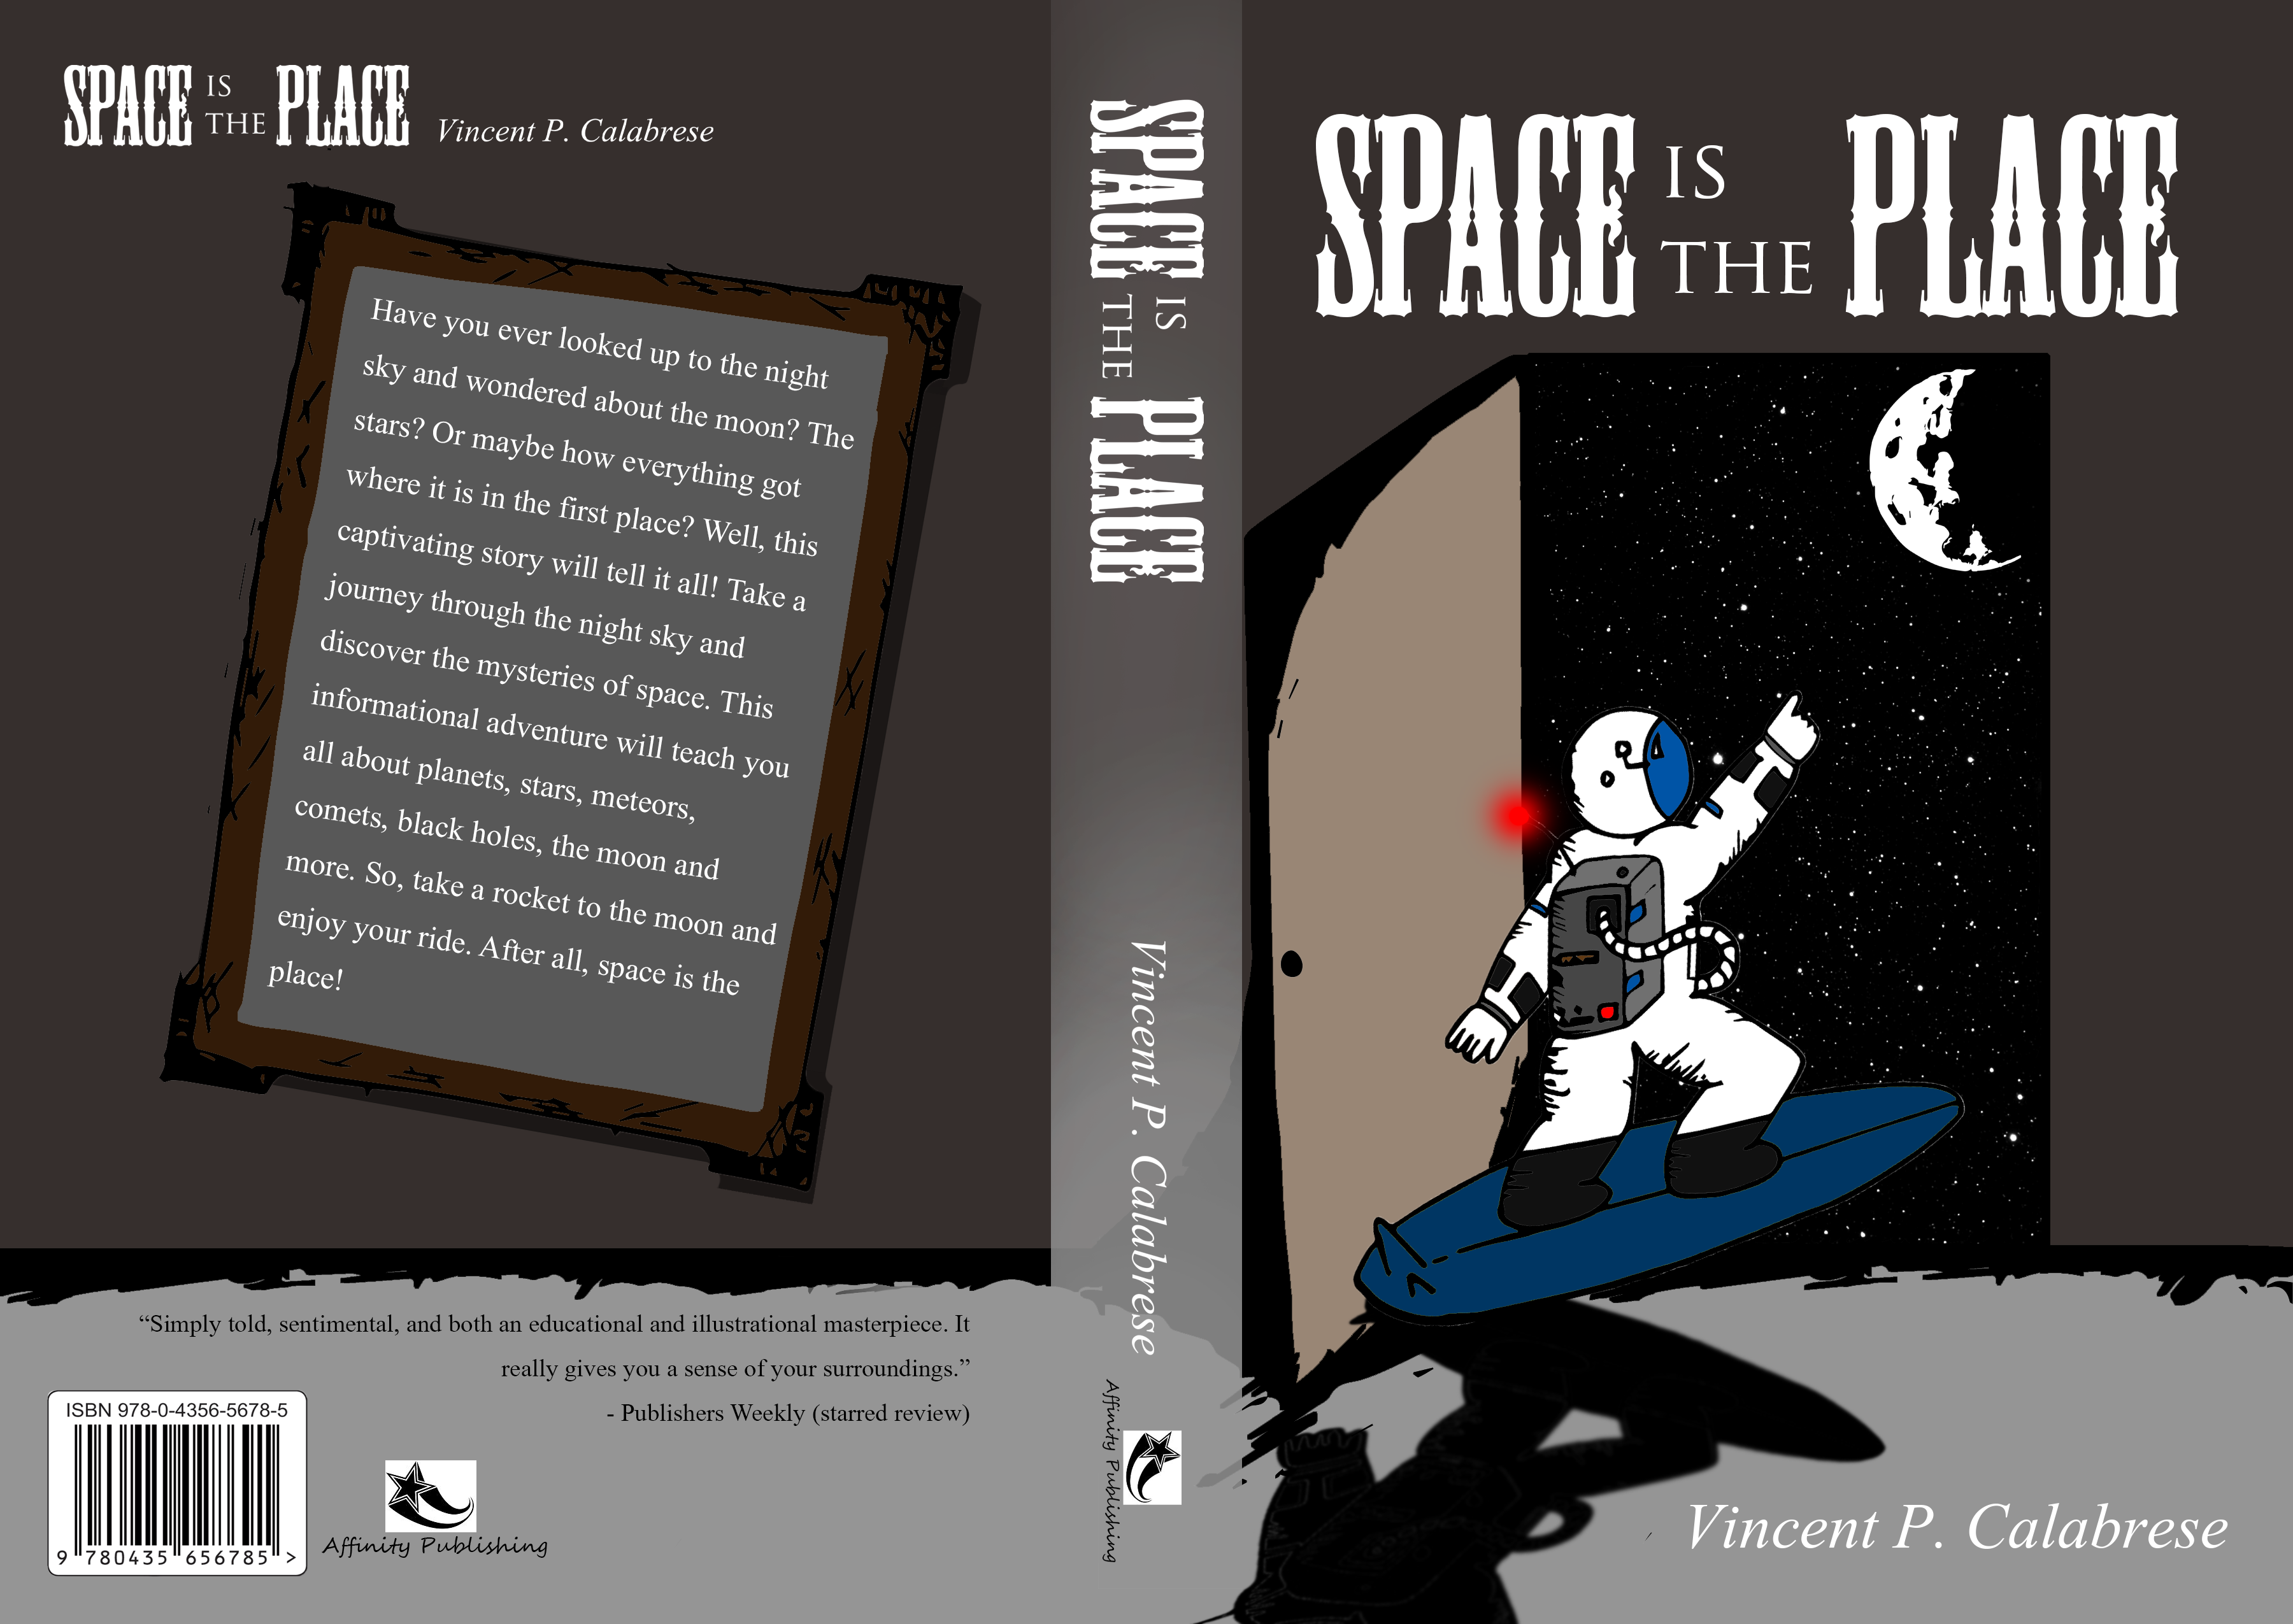 SPACE IS THE PLACE Vincent P. Calabrese
Have you ever looked up to the night
sky and wondered about the moon? The
stars? Or maybe how everything got
where it is in the first place? Well, this
captivating story will tell it all! Take a
journey through the night sky and
discover the mysteries of space. This
informational adventure will teach you
all about planets, stars, meteors,
comets, black holes, the moon and
more. So, take a rocket to the moon and
enjoy your ride. After all, space is the
place!
“Simply told, sentimental, and both an educational and illustrational masterpiece. It
really gives you a sense of your surroundings.”
- Publishers Weekly (starred review)
ISBN 978-0-4356-5678-5
9 780435 656785 >
Affinity Publishing
SPACE IS THE PLACE
Vincent P. Calabrese
Affinity Publishing
SPACE IS THE PLACE
Vincent P. Calabrese